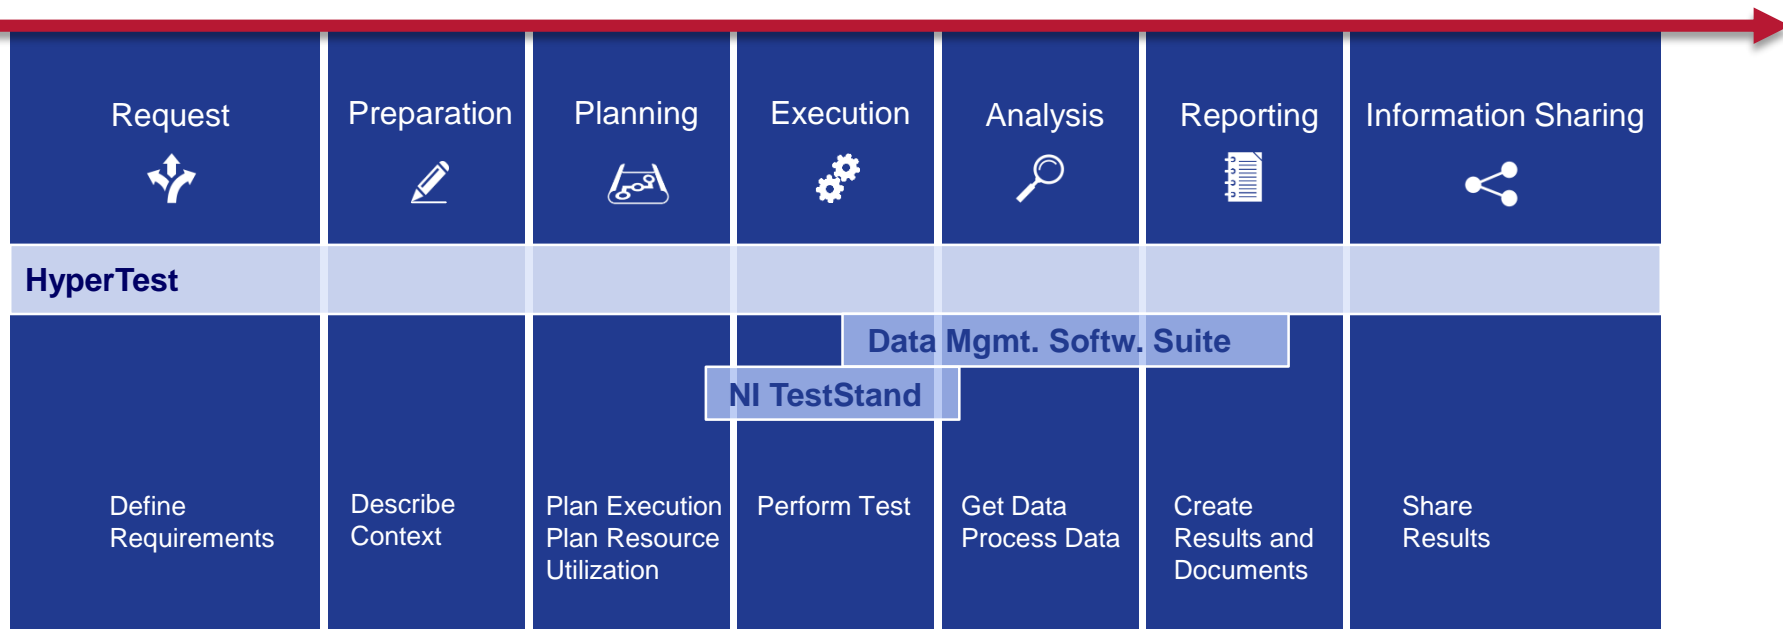 Request
Preparation
Planning
Execution
Analysis
Reporting
Information Sharing
HyperTest
Data Mgmt. Softw. Suite
NI TestStand
Define
Requirements
Describe
Context
Plan Execution
Plan Resource
Utilization
Perform Test
Get Data
Process Data
Create
Results and
Documents
Share
Results